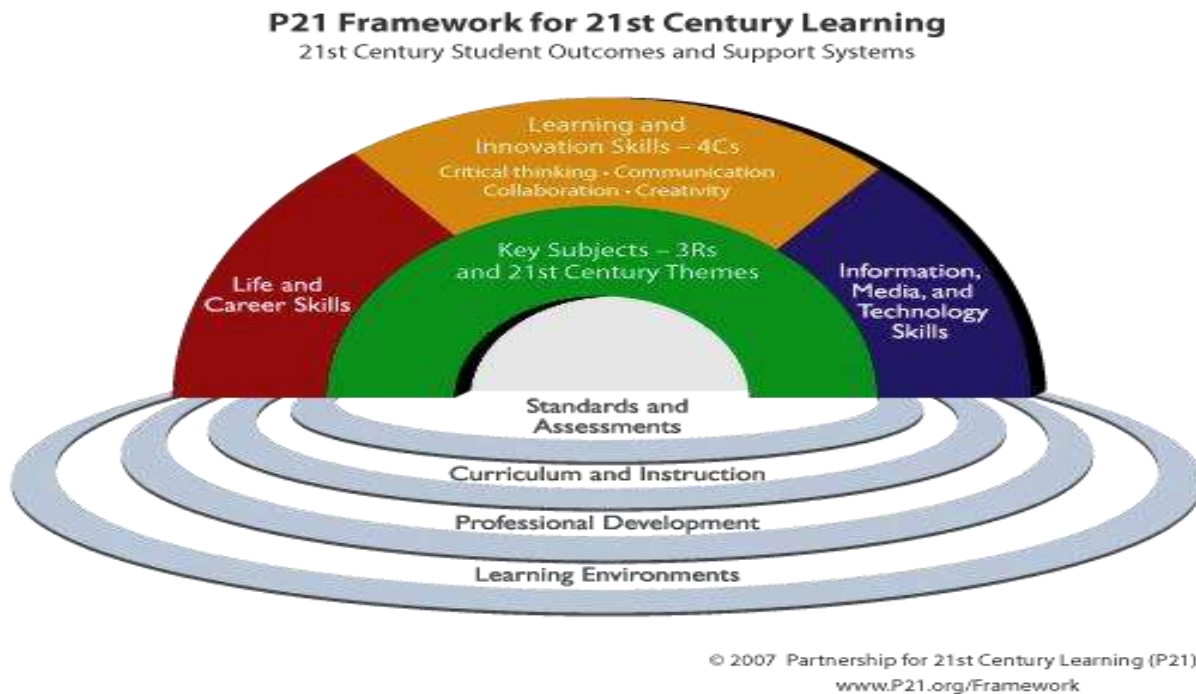 P21 Framework for 21st Century Learning
21st Century Student Outcomes and Support Systems
Learning and
Innovation Skills – 4Cs
Critical thinking • Communication
Collaboration • Creativity
Key Subjects – 3Rs
and 21st Century Themes
Life and
Career Skills
Information,
Media, and
Technology
Skills
Standards and
Assessments
Curriculum and Instruction
Professional Development
Learning Environments
© 2007 Partnership for 21st Century Learning (P21)
www.P21.org/Framework